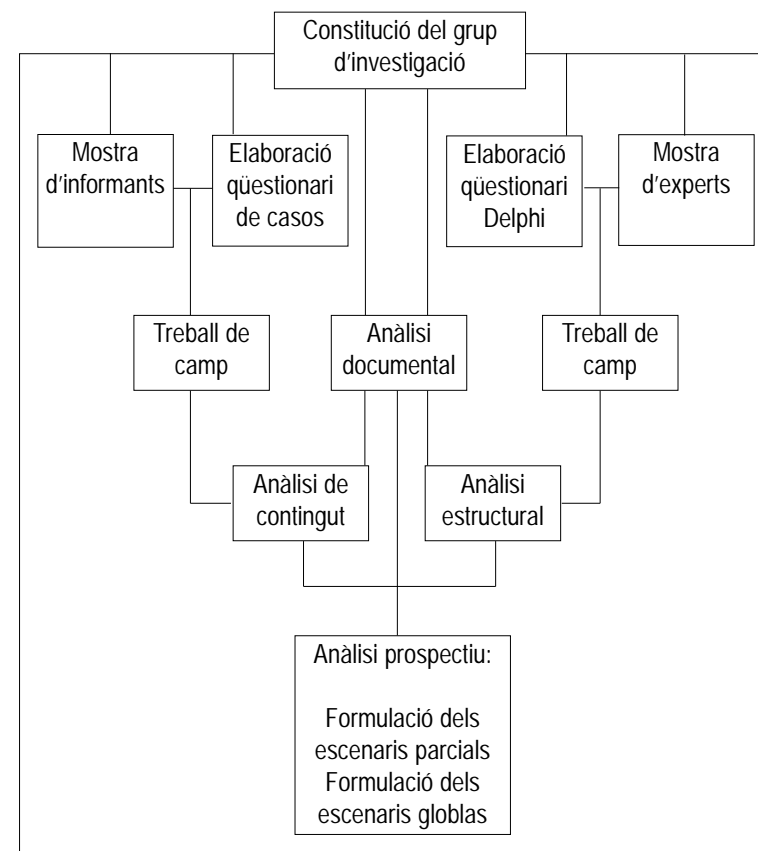 Constitució del grup
d’investigació
Mostra
d’informants
Elaboració
qüestionari
de casos
Elaboració
qüestionari
Delphi
Mostra
d’experts
Treball de
camp
Anàlisi
documental
Treball de
camp
Anàlisi de
contingut
Anàlisi
estructural
Anàlisi prospectiu:
Formulació dels
escenaris parcials
Formulació dels
escenaris globlas